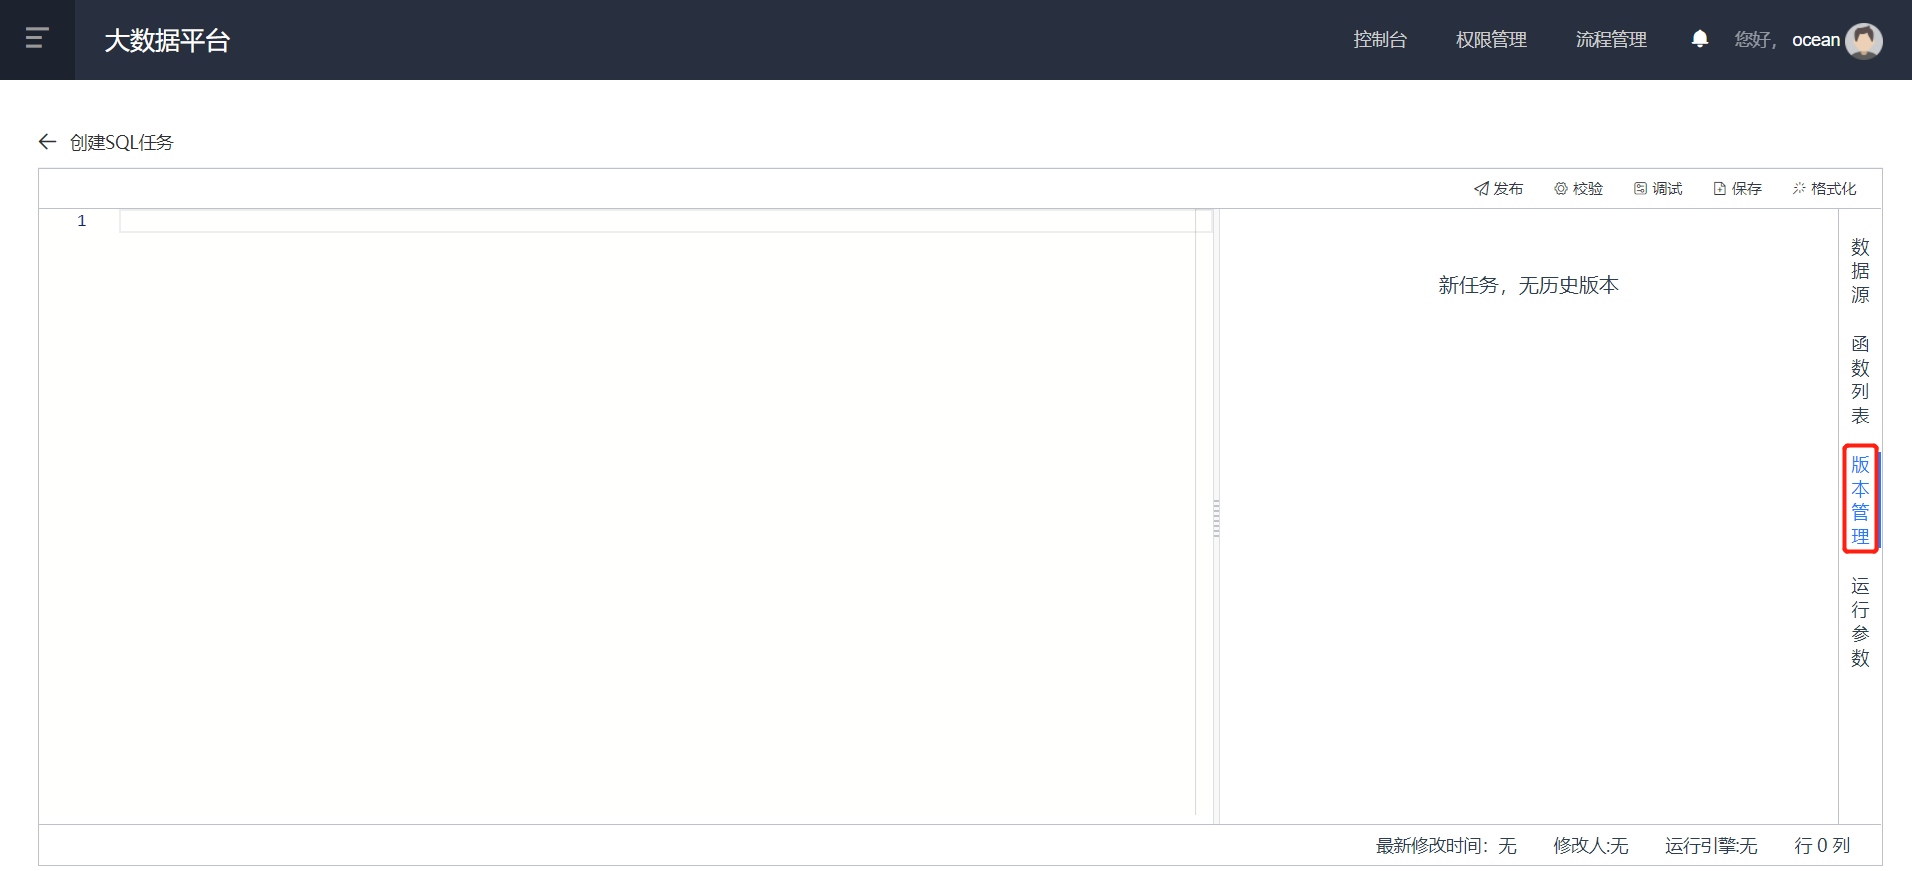 大数据平台
控制台 权限管理 流程管理 您好, ocean
创建SQL任务
发布 校验 调试 保存 格式化
1
新任务，无历史版本
数据源
函数列表
版本管理
运行参数
最新修改时间：无 修改人:无 运行引擎:无 行 0 列